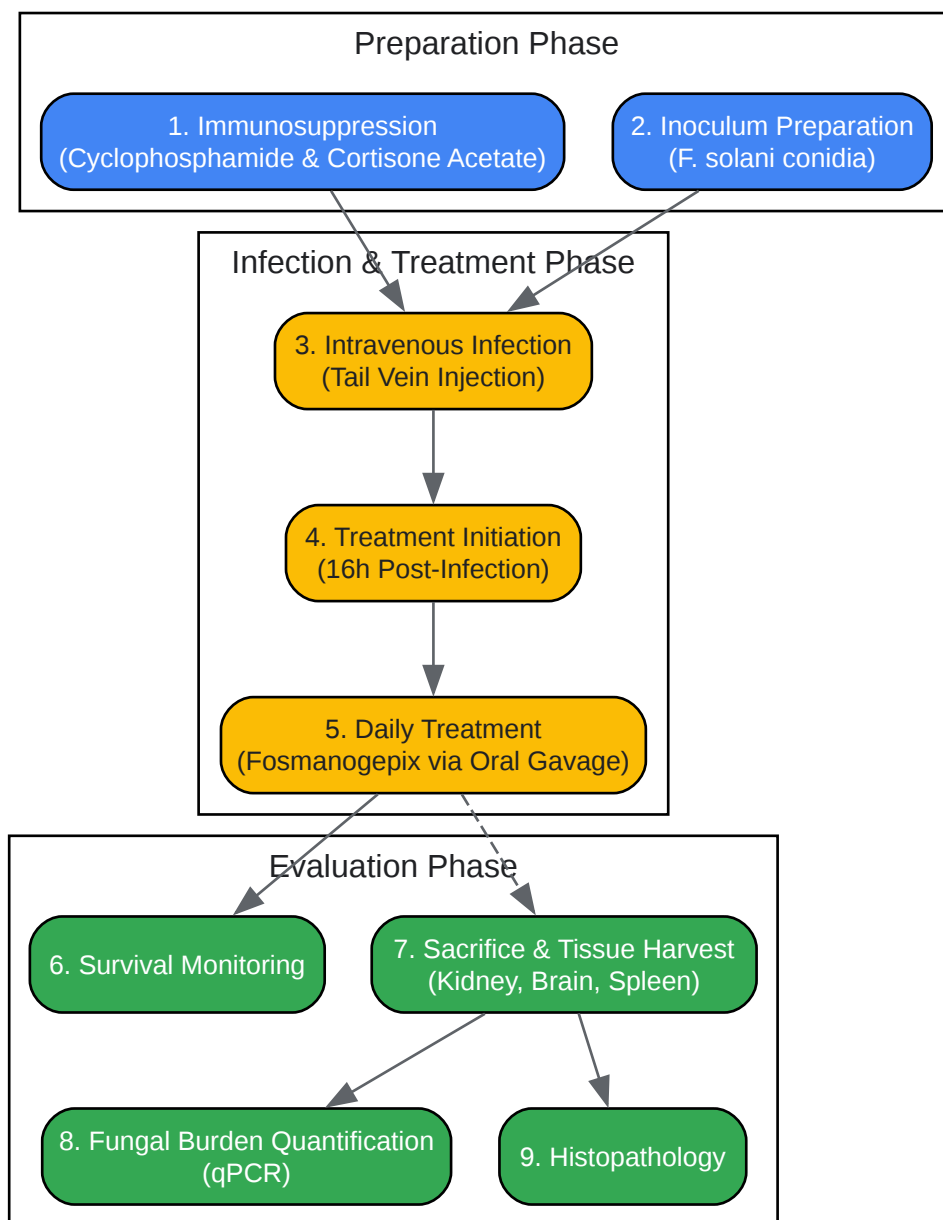 Preparation Phase
1. Immunosuppression
(Cyclophosphamide & Cortisone Acetate)
2. Inoculum Preparation
(F. solani conidia)
Infection & Treatment Phase
3. Intravenous Infection
(Tail Vein Injection)
4. Treatment Initiation
(16h Post-Infection)
5. Daily Treatment
(Fosmanogepix via Oral Gavage)
Evaluation Phase
6. Survival Monitoring
7. Sacrifice & Tissue Harvest
(Kidney, Brain, Spleen)
8. Fungal Burden Quantification
(qPCR)
9. Histopathology